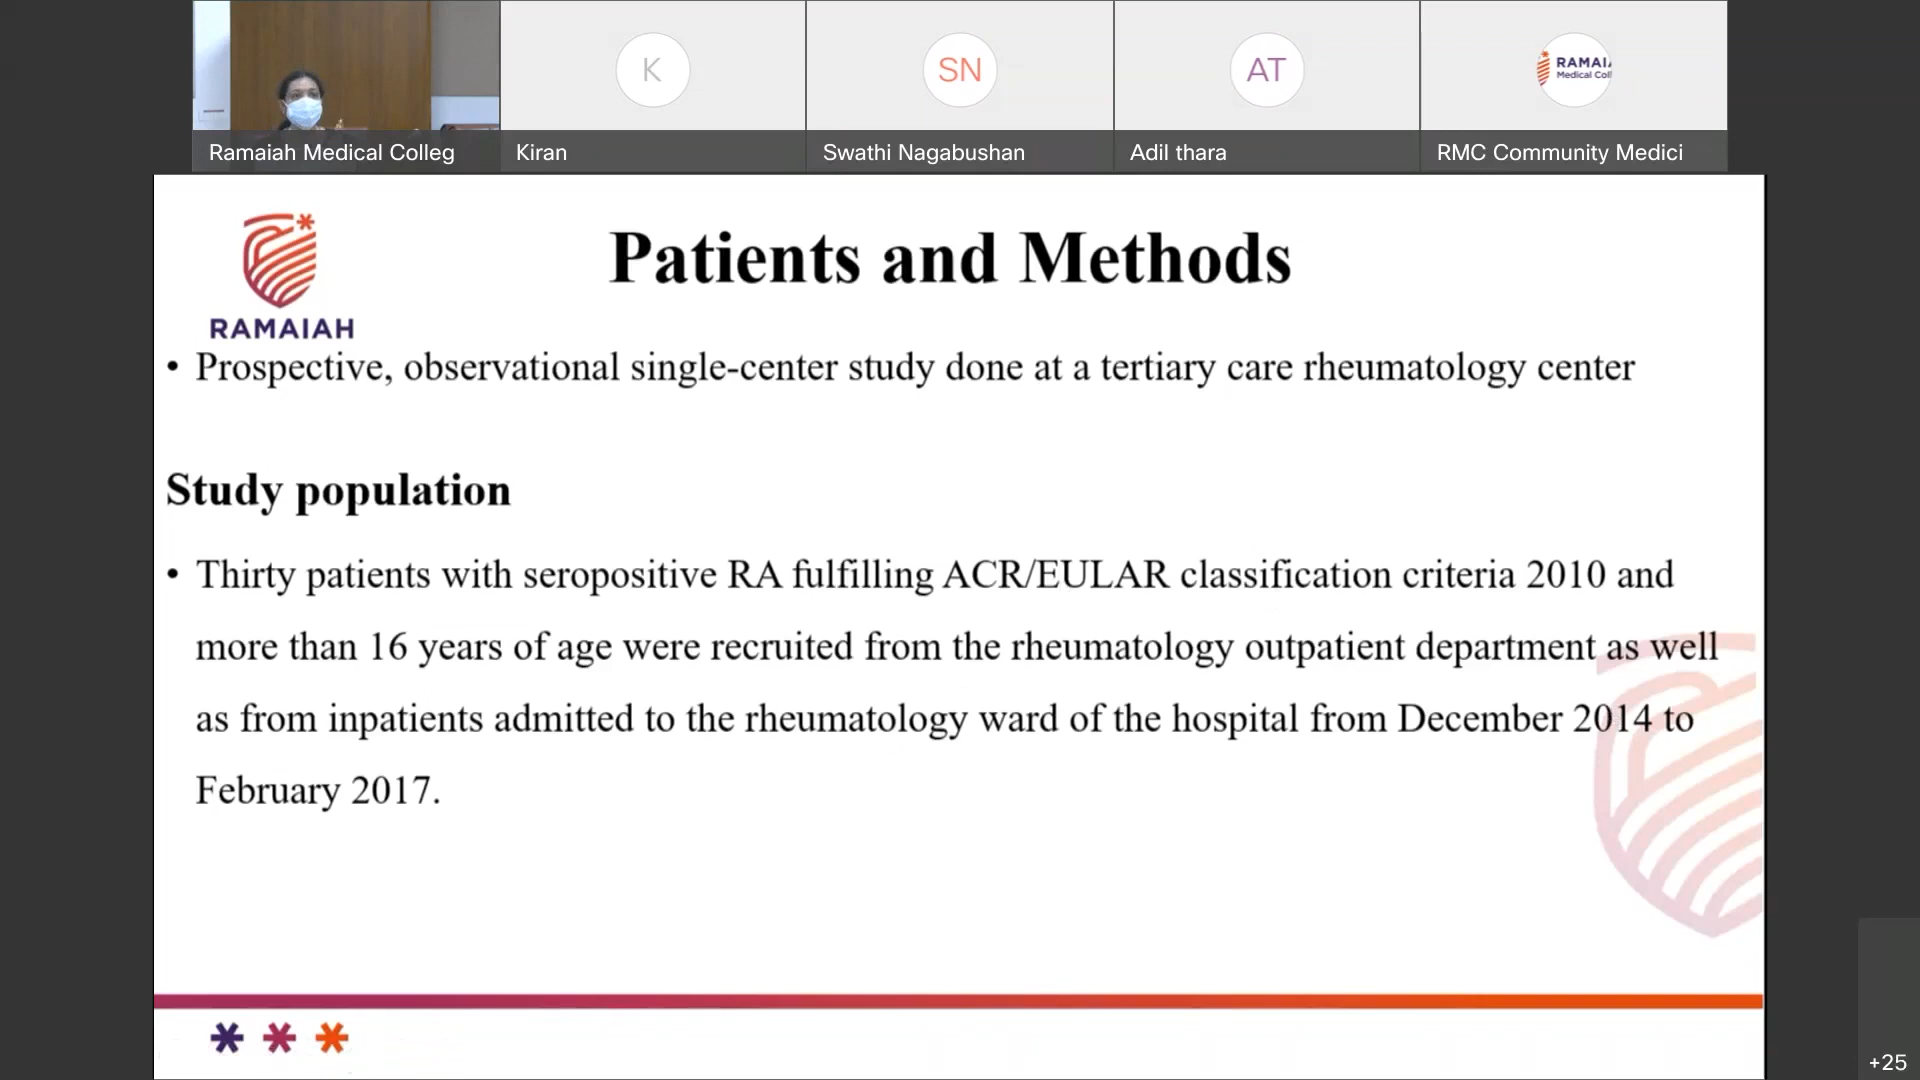 K
SN
AT
RAMAI
Medical Col
Ramaiah Medical Colleg
Kiran
Swathi Nagabushan
Adil thara
RMC Community Medici
RAMAIAH
Patients and Methods
• Prospective, observational single-center study done at a tertiary care rheumatology center
Study population
• Thirty patients with seropositive RA fulfilling ACR/EULAR classification criteria 2010 and
more than 16 years of age were recruited from the rheumatology outpatient department as well
as from inpatients admitted to the rheumatology ward of the hospital from December 2014 to
February 2017.
+25